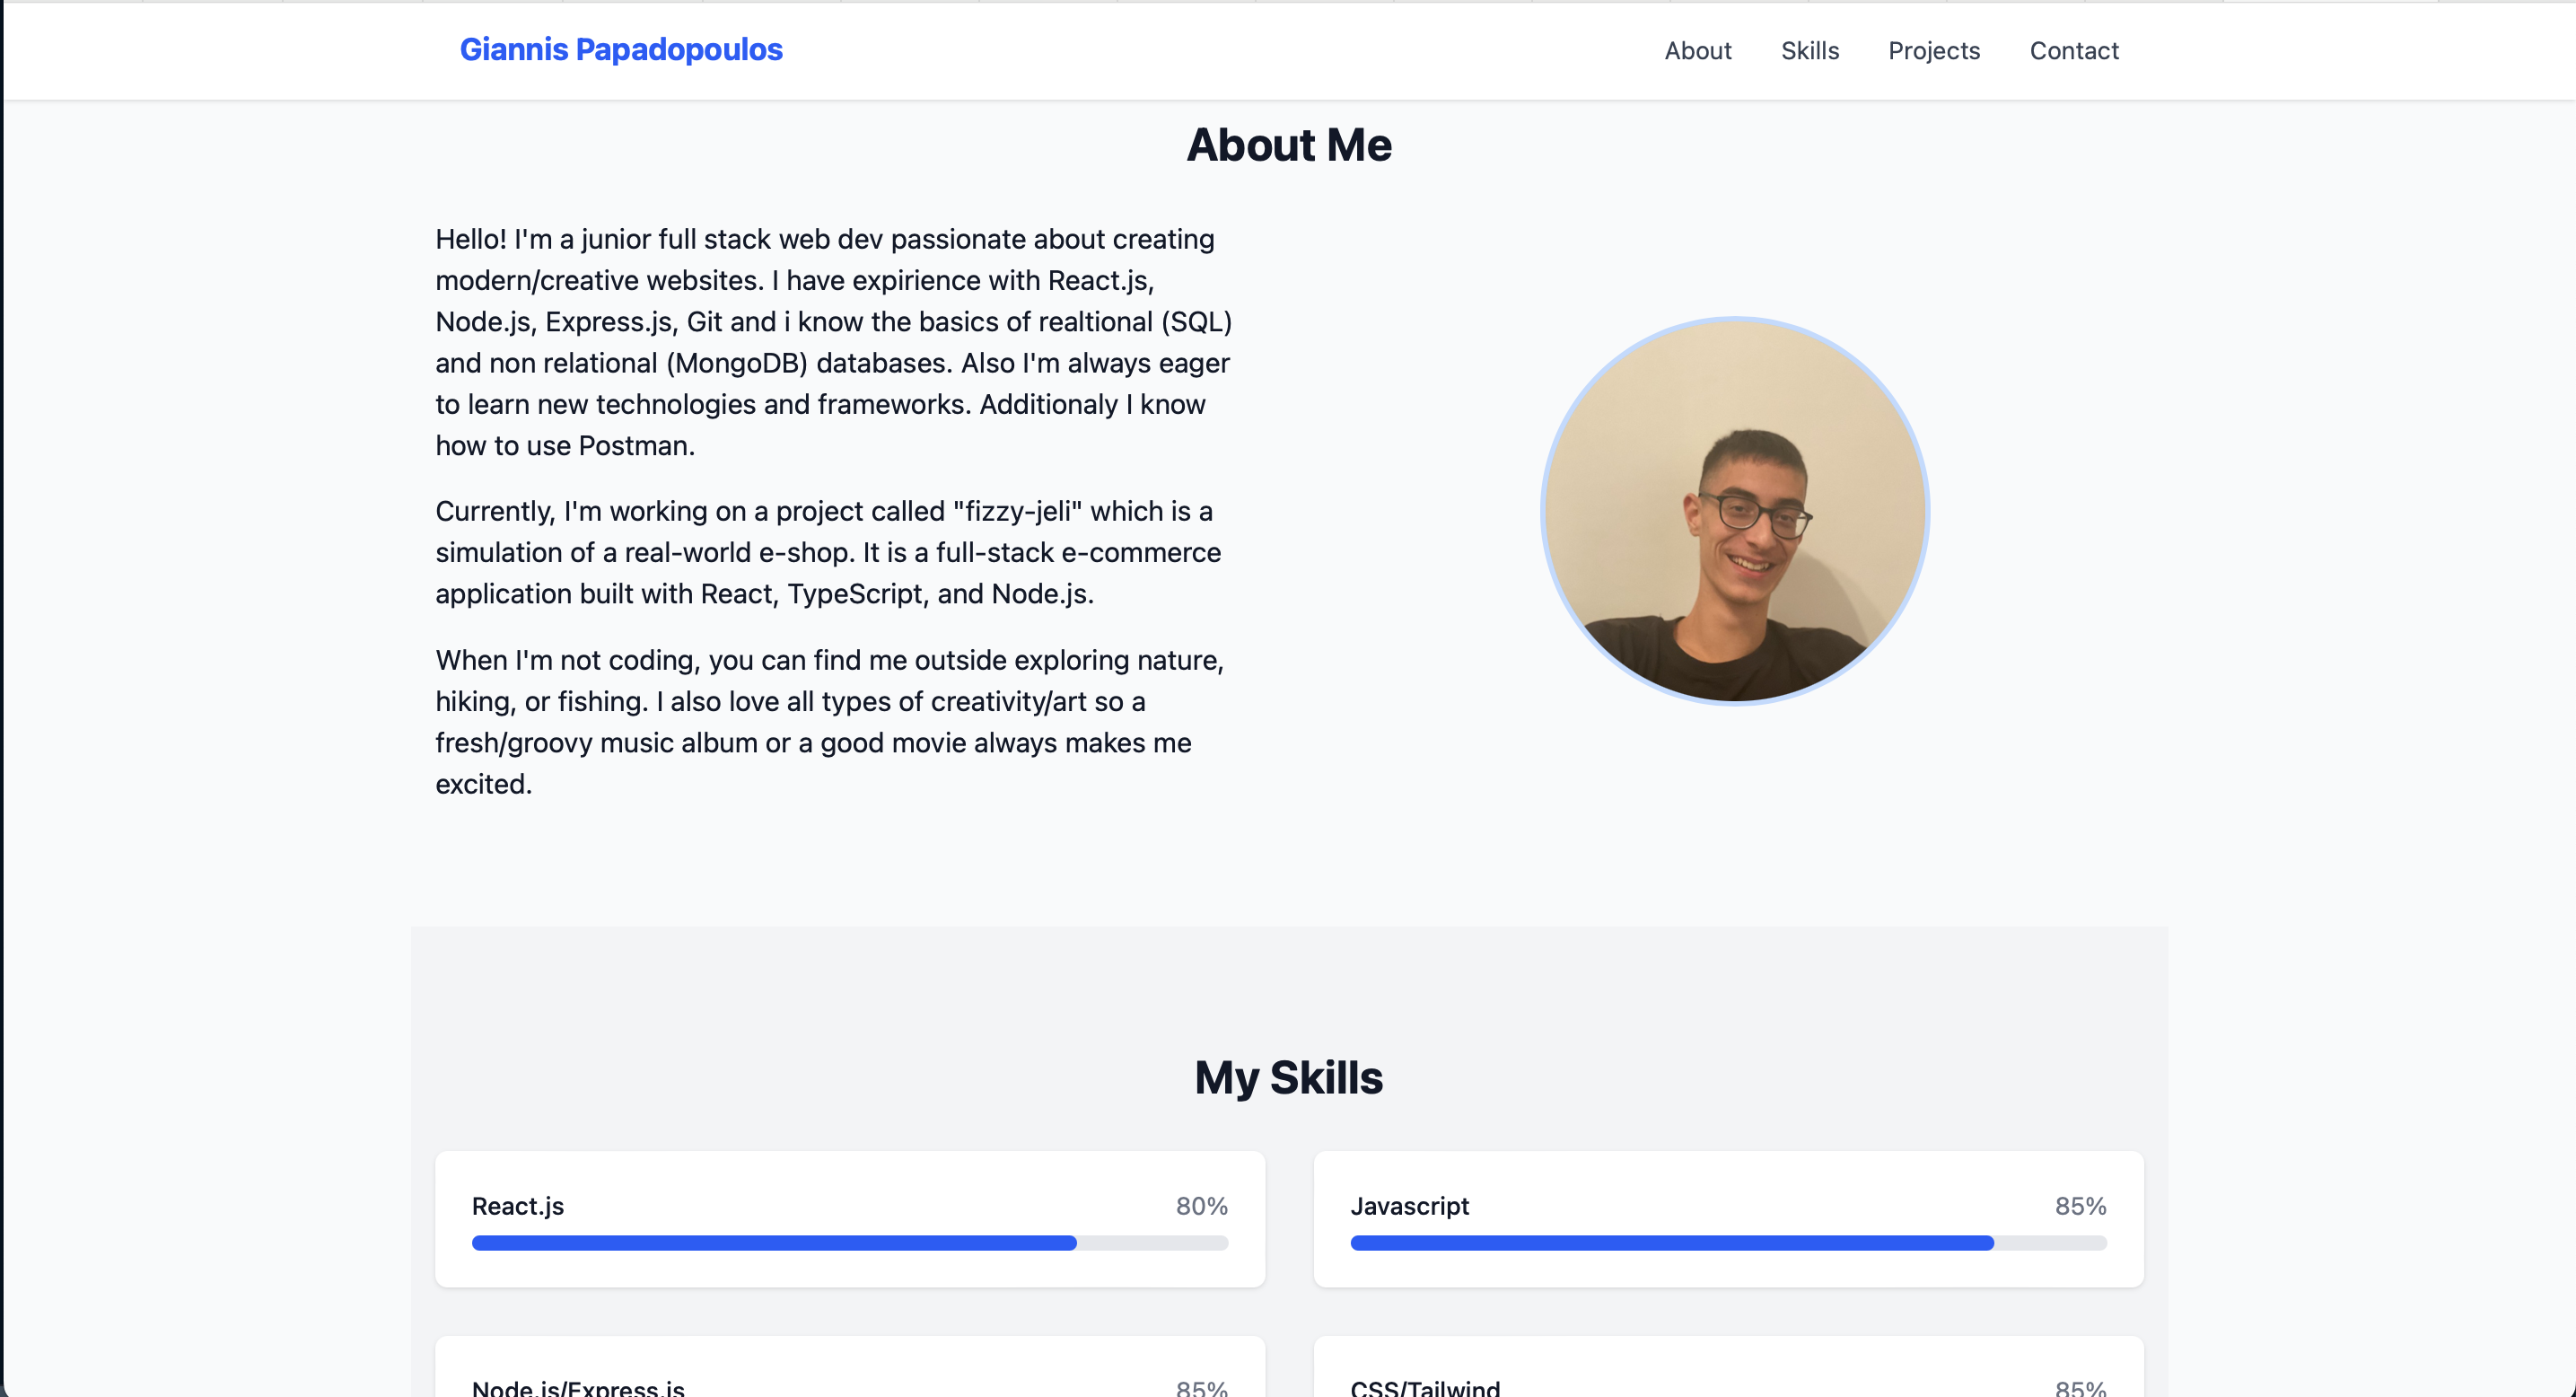 Giannis Papadopoulos
About Skills Projects Contact
About Me
Hello! I'm a junior full stack web dev passionate about creating
modern/creative websites. I have expirience with React.js,
Node.js, Express.js, Git and i know the basics of realtional (SQL)
and non relational (MongoDB) databases. Also I'm always eager
to learn new technologies and frameworks. Additionaly I know
how to use Postman.
Currently, I'm working on a project called "fizzy-jeli" which is a
simulation of a real-world e-shop. It is a full-stack e-commerce
application built with React, TypeScript, and Node.js.
When I'm not coding, you can find me outside exploring nature,
hiking, or fishing. I also love all types of creativity/art so a
fresh/groovy music album or a good movie always makes me
excited.
My Skills
React.js 80%
Javascript 85%
Node.js/Express.js 85%
CSS/Tailwind 85%